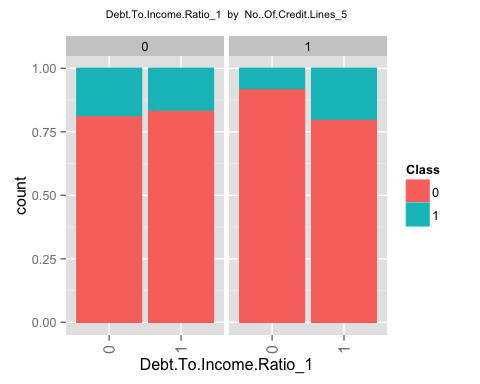 Debt.To.Income.Ratio_1 by No..Of.Credit.Lines_5
0 1
1.00
0.75
0.50
0.25
0.00
count
0 1 0 1
Debt.To.Income.Ratio_1
Class
0
1